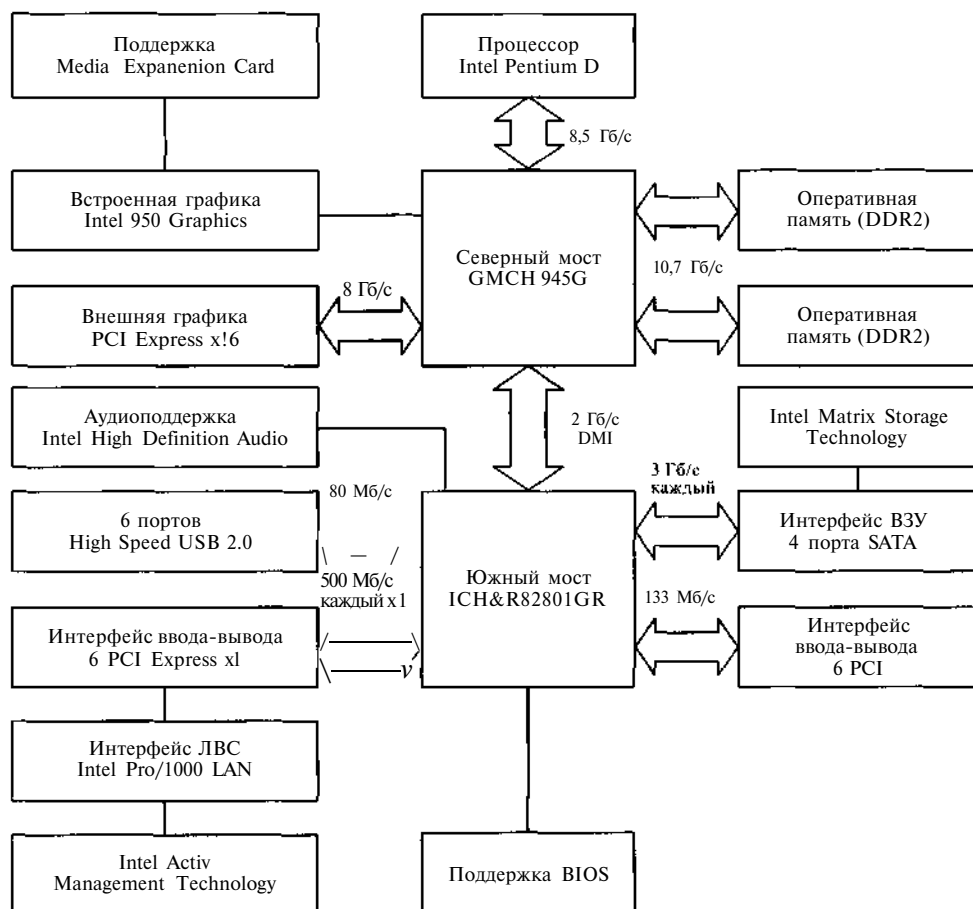 Поддержка
Media Expanenion Card
Процессор
Intel Pentium D
8,5 Гб/с
Встроенная графика
Intel 950 Graphics
Северный мост
GMCH 945G
Оперативная
память (DDR2)
10,7 Гб/с
8 Гб/с
Внешняя графика
PCI Express x!6
Оперативная
память (DDR2)
Аудиоподдержка
Intel High Definition Audio
2 Гб/с
DMI
Intel Matrix Storage
Technology
3 Гб/с
каждый
80 Мб/с
6 портов
High Speed USB 2.0
Интерфейс ВЗУ
4 порта SATA
500 Мб/с
каждый x1
Южный мост
ICH&R82801GR
133 Мб/с
Интерфейс ввода-вывода
6 PCI Express xl
Интерфейс
ввода-вывода
6 PCI
Интерфейс ЛВС
Intel Pro/1000 LAN
Intel Activ
Management Technology
Поддержка BIOS